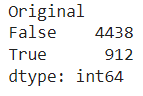 Original
False    4438
True      912
dtype: int64